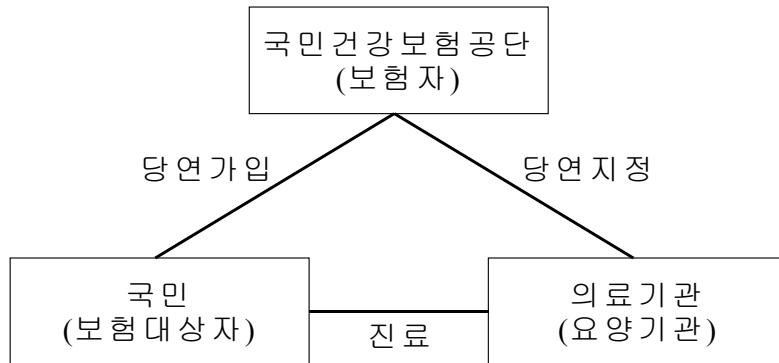 국민건강보험공단
(보험자)
당연가입
당연지정
국민
(보험대상자)
진료
의료기관
(요양기관)